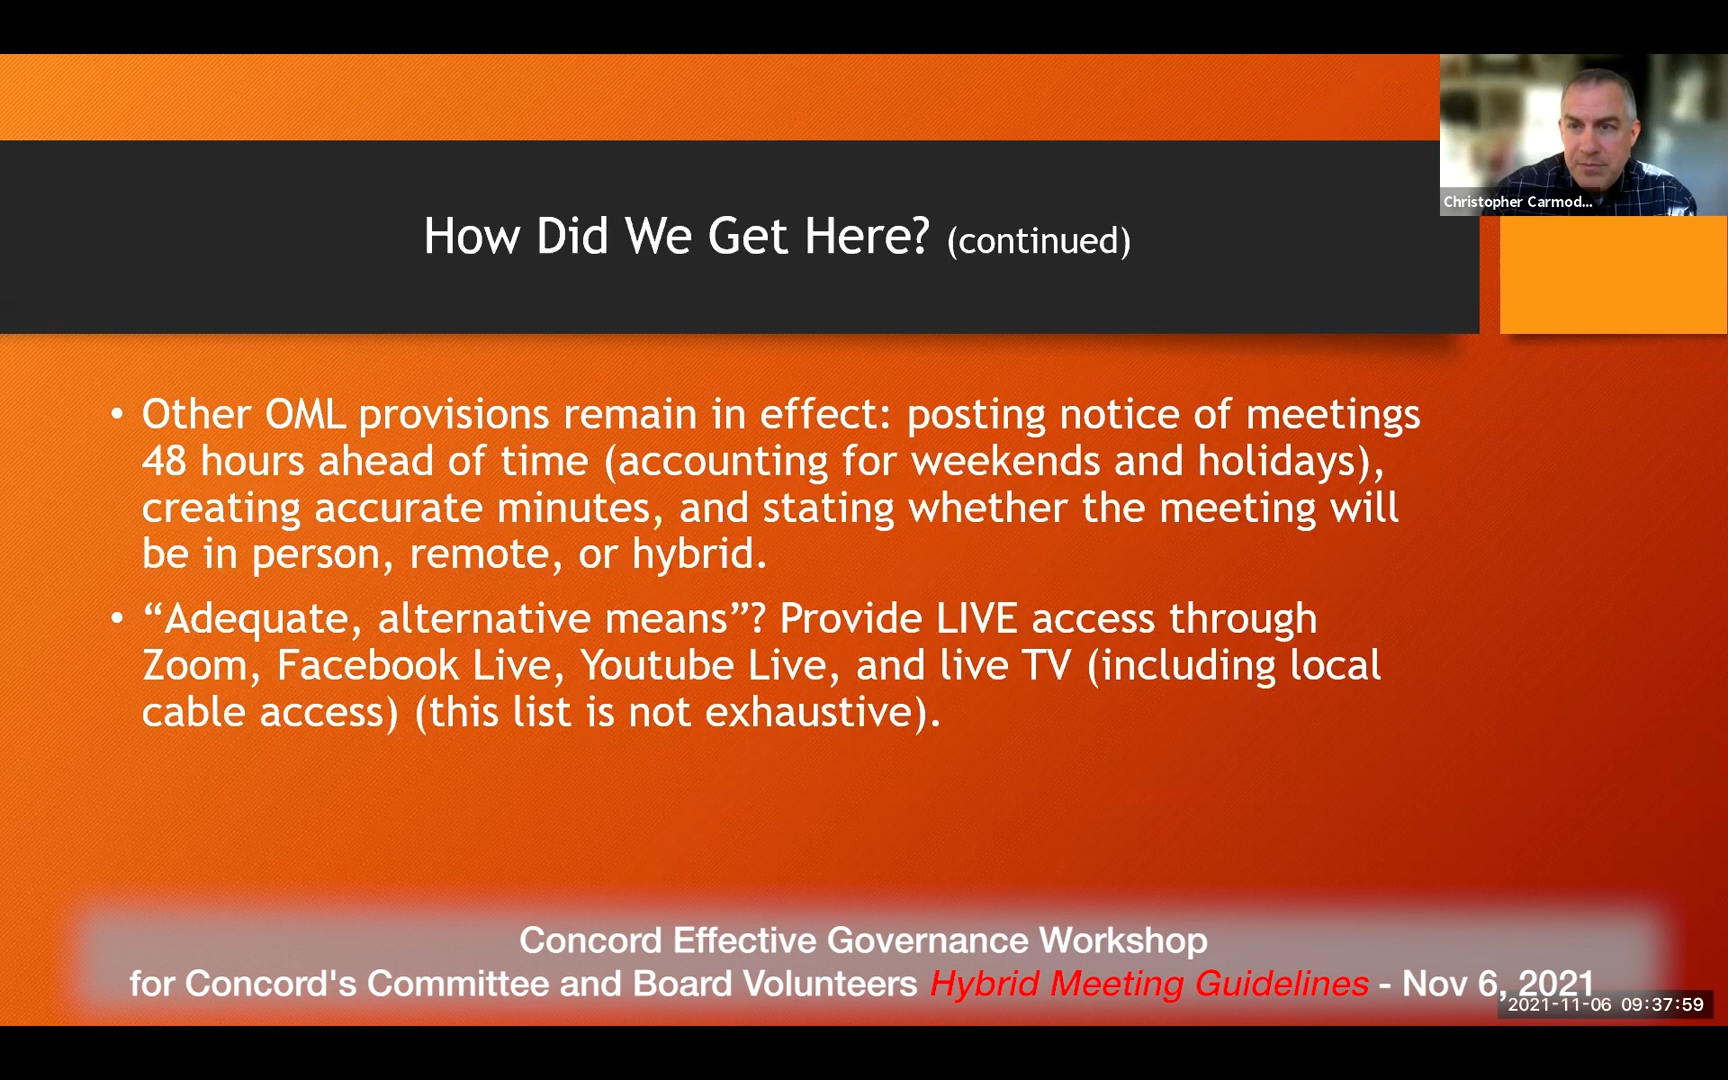 Christopher Carmod...
How Did We Get Here? (continued)
• Other OML provisions remain in effect: posting notice of meetings
48 hours ahead of time (accounting for weekends and holidays),
creating accurate minutes, and stating whether the meeting will
be in person, remote, or hybrid.
• “Adequate, alternative means”? Provide LIVE access through
Zoom, Facebook Live, Youtube Live, and live TV (including local
cable access) (this list is not exhaustive).
Concord Effective Governance Workshop
for Concord's Committee and Board Volunteers Hybrid Meeting Guidelines - Nov 6, 2021
2021-11-06 09:37:59